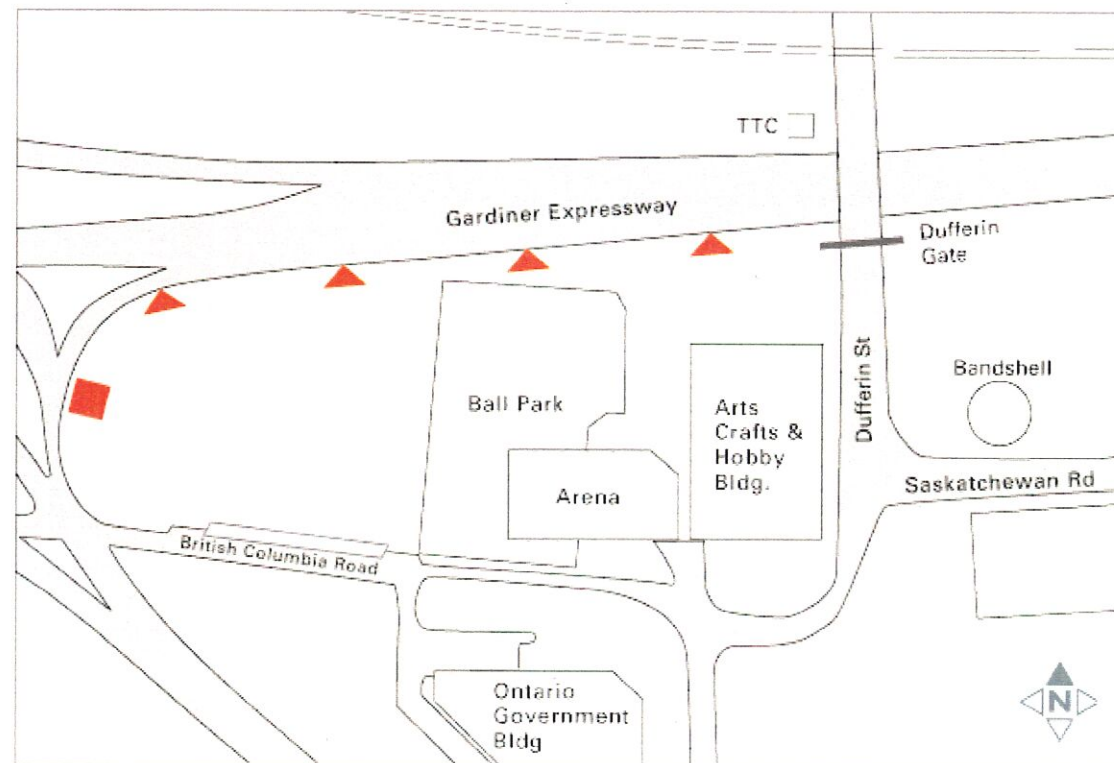 TTC
Gardiner Expressway
Dufferin
Gate
Dufferin St
Bandshell
Ball Park
Arts
Crafts &
Hobby
Bldg.
Saskatchewan Rd
Arena
British Columbia Road
Ontario
Government
Bldg
N